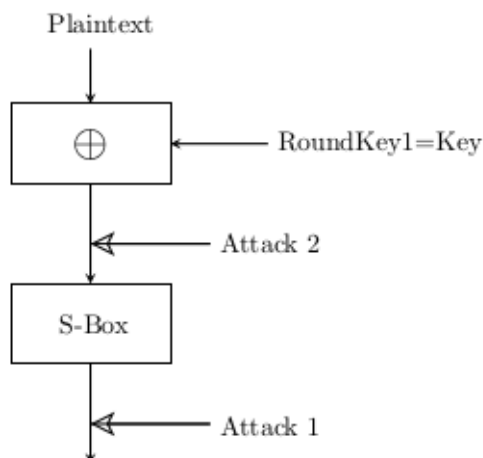 Plaintext
RoundKey1=Key
Attack 2
S-Box
Attack 1